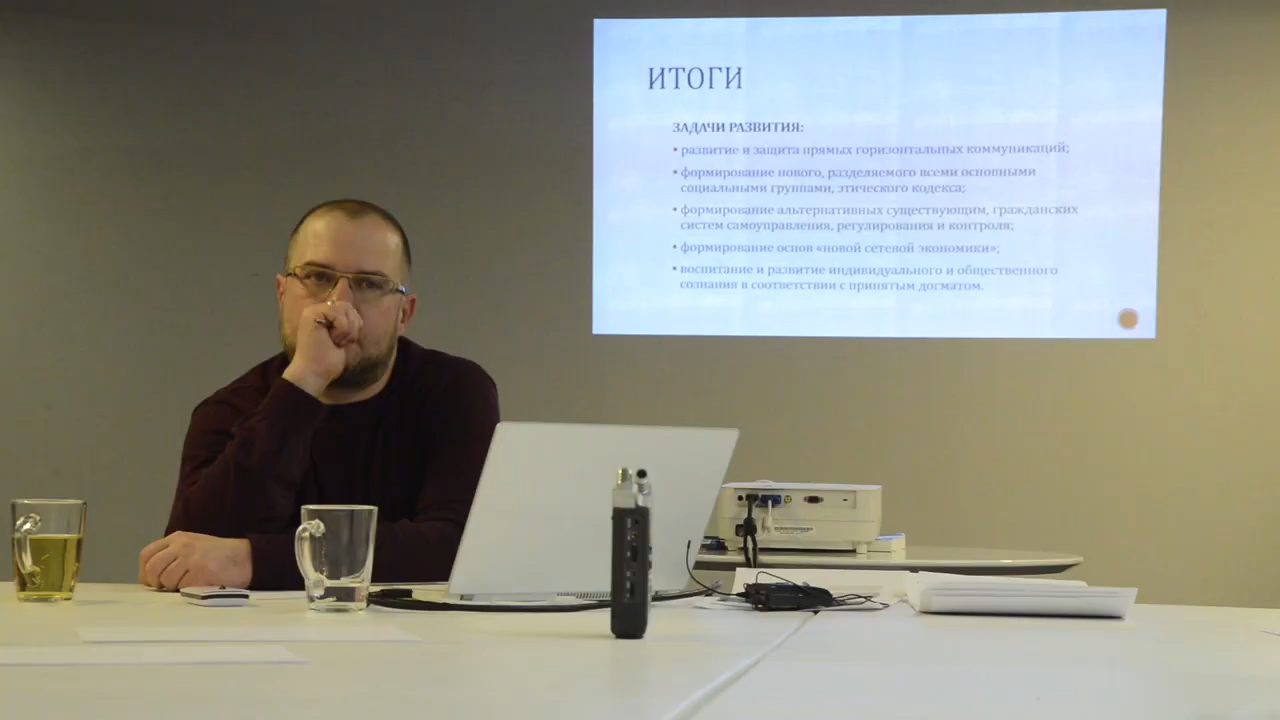 ИТОГИ
ЗАДАЧИ РАЗВИТИЯ:
▪ развитие и защита прямых горизонтальных коммуникаций;
▪ формирование нового, разделяемого всеми основными
социальными группами, этического кодекса;
▪ формирование альтернативных существующим, гражданских
систем самоуправления, регулирования и контроля;
▪ формирование основ «новой сетевой экономики»;
▪ воспитание и развитие индивидуального и общественного
сознания в соответствии с принятым догматом.